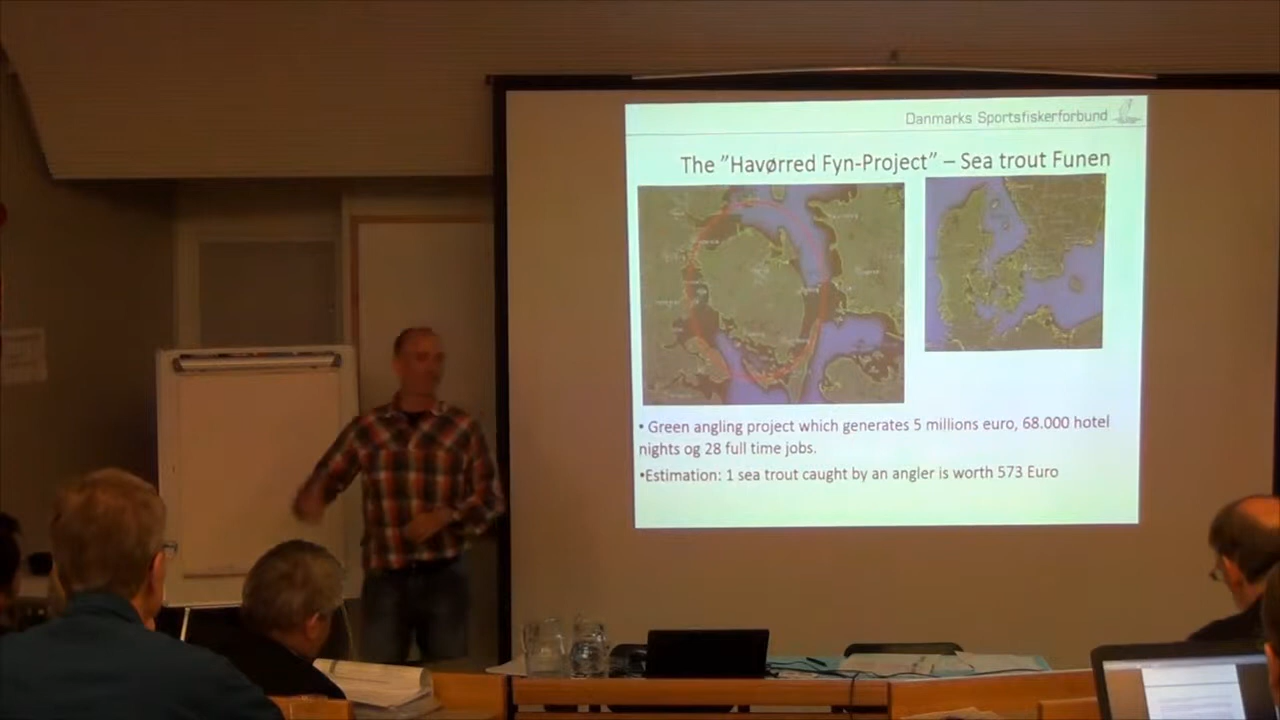 Danmarks Sportsfiskerforbund
The "Havørred Fyn-Project" – Sea trout Funen
• Green angling project which generates 5 millions euro, 68.000 hotel
nights og 28 full time jobs.
•Estimation: 1 sea trout caught by an angler is worth 573 Euro